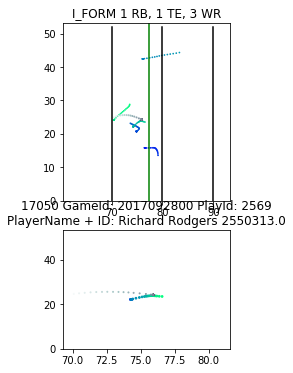 I_FORM 1 RB, 1 TE, 3 WR
50
40
30
20
10
0
70 80 90
17050 GameId: 2017092800 PlayId: 2569
PlayerName + ID: Richard Rodgers 2550313.0
40
20
0
70.0 72.5 75.0 77.5 80.0